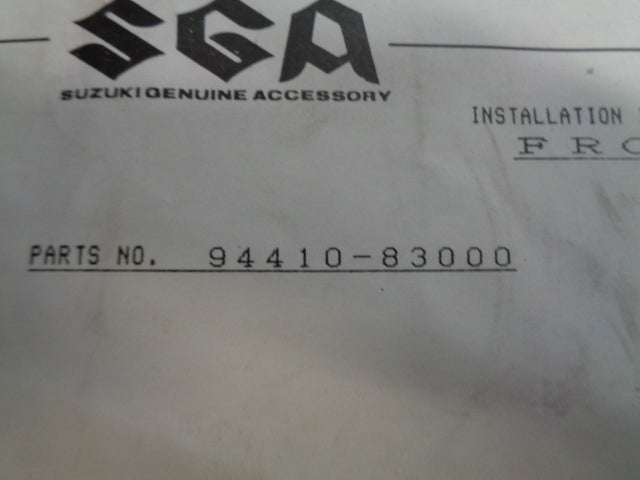 SGA
SUZUKI GENUINE ACCESSORY
INSTALLATION
PARTS NO. 94410-83000